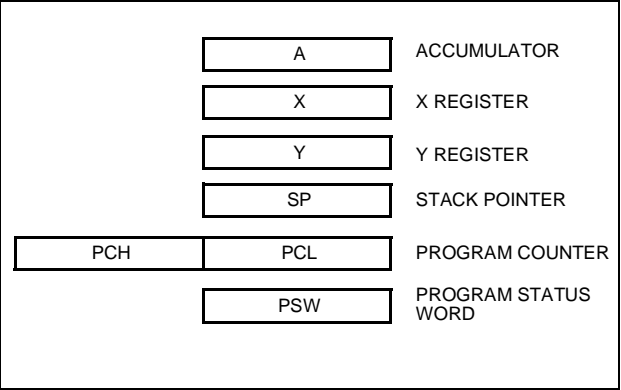 A ACCUMULATOR
X X REGISTER
Y Y REGISTER
SP STACK POINTER
PCH PCL PROGRAM COUNTER
PSW PROGRAM STATUS
WORD